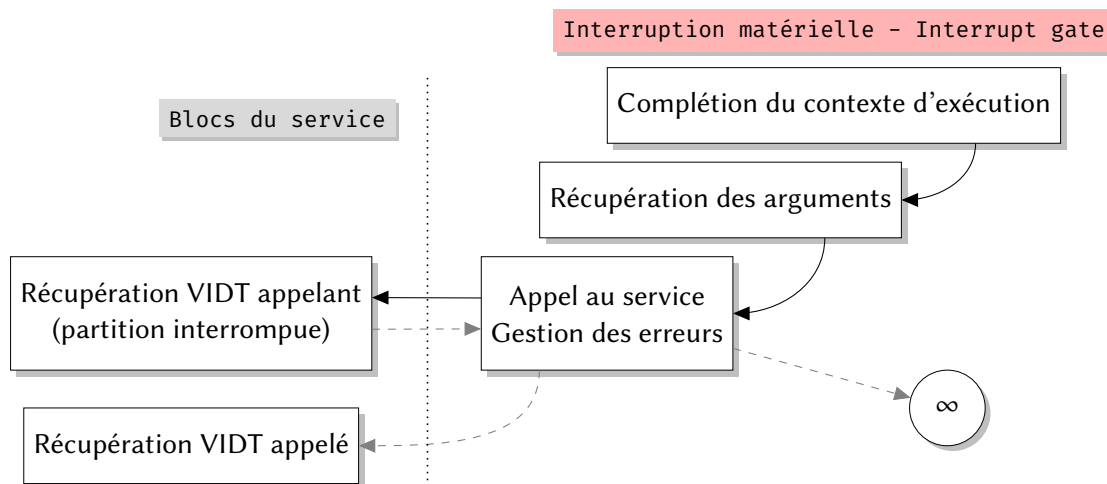 Interruption matérielle - Interrupt gate
Complétion du contexte d'exécution
Blocs du service
Récupération des arguments
Récupération VIDT appelant
(partition interrompue)
Appel au service
Gestion des erreurs
∞
Récupération VIDT appelé